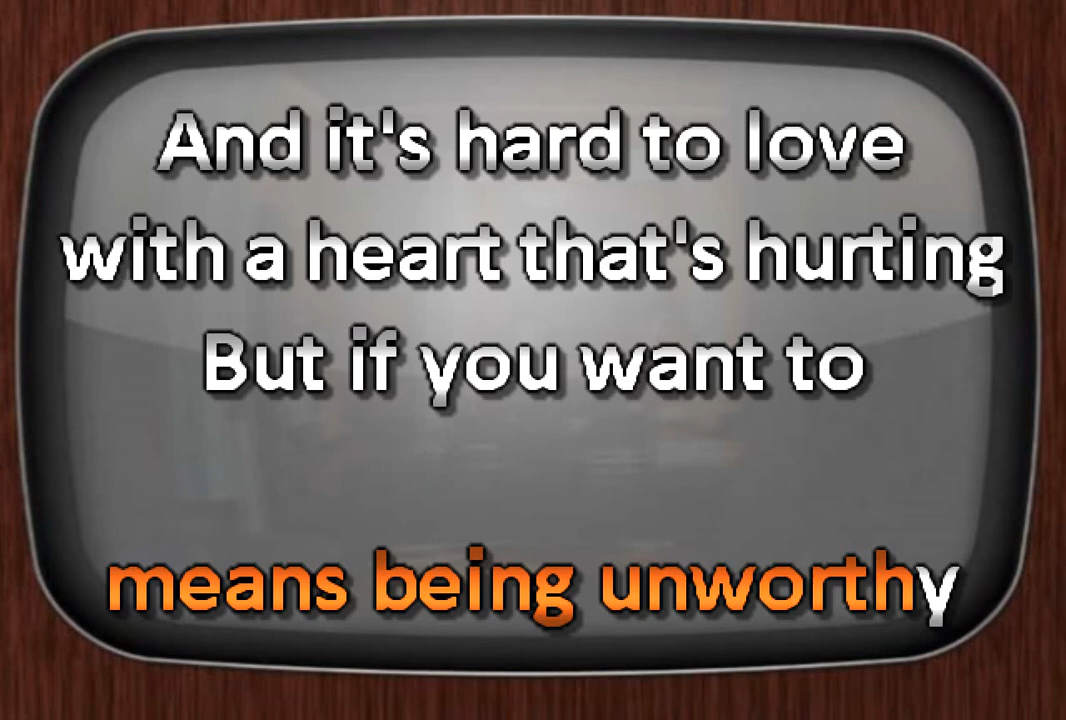 And it's hard to love
with a heart that's hurting
But if you want to
means being unworthy